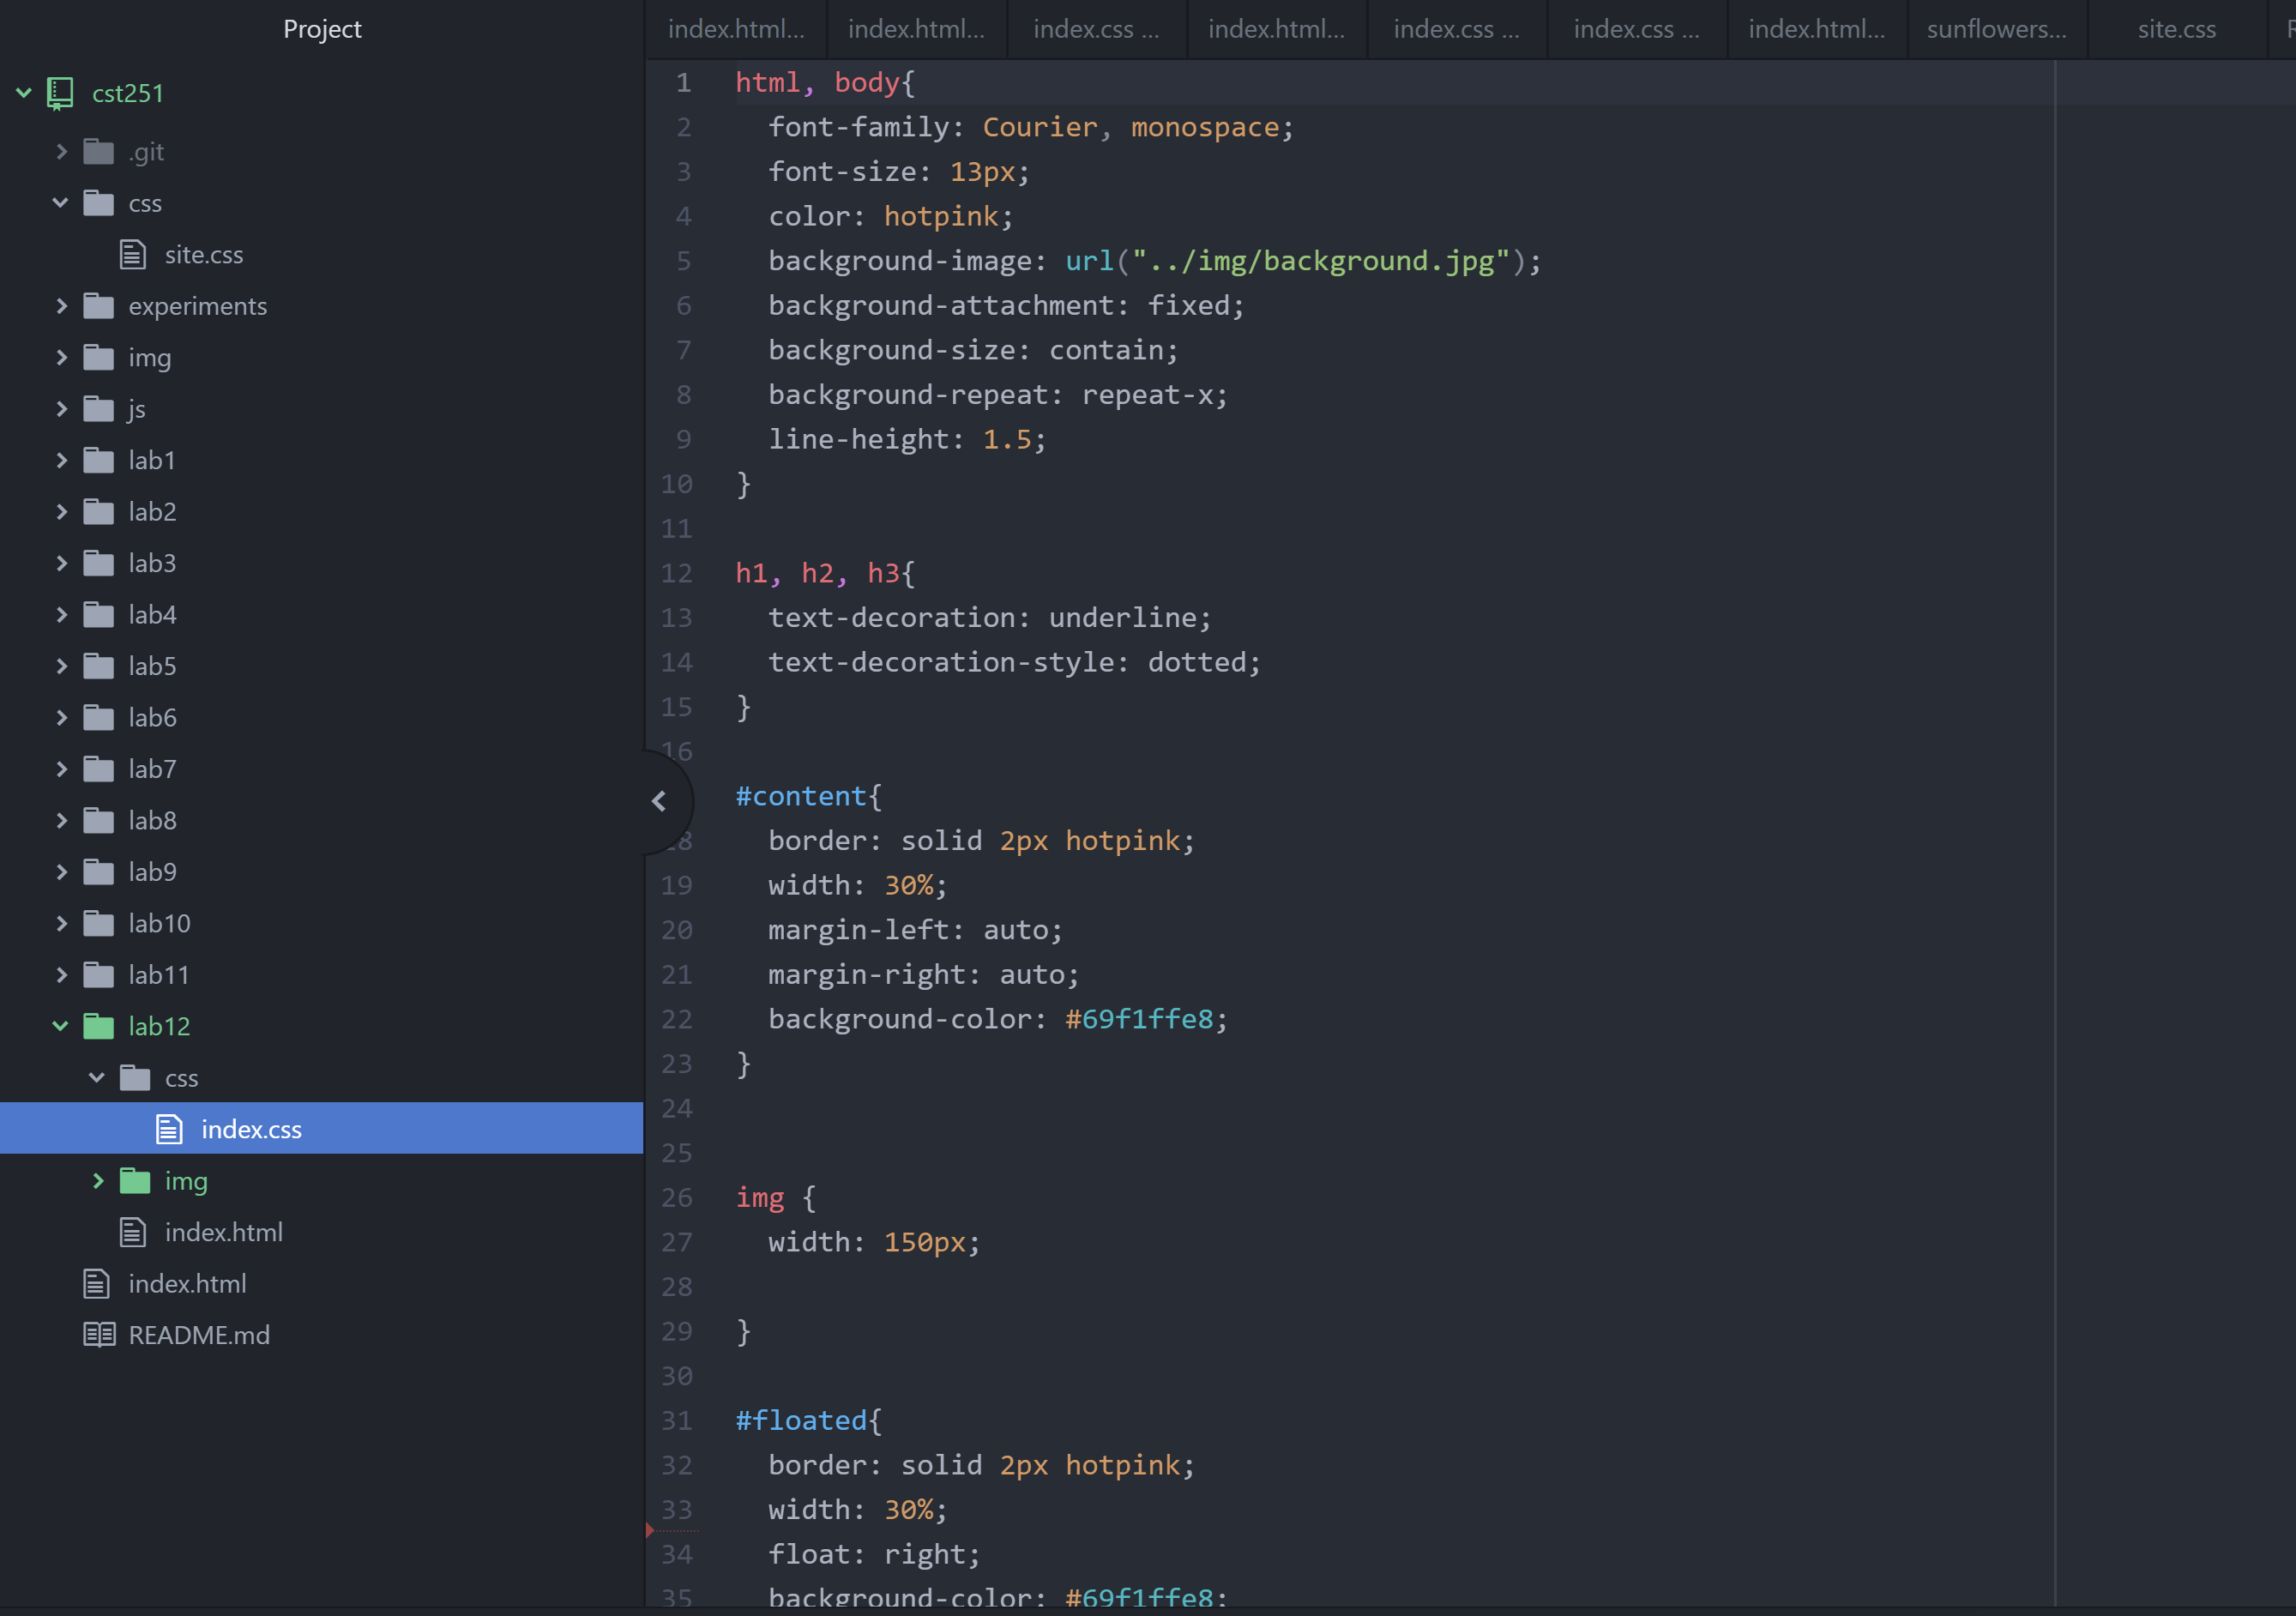 Project
cst251
.git
css
site.css
experiments
img
js
lab1
lab2
lab3
lab4
lab5
lab6
lab7
lab8
lab9
lab10
lab11
lab12
css
index.css
img
index.html
index.html
README.md
index.html... index.html... index.css ... index.html... index.css ... index.css ... index.html... sunflowers... site.css
1 html, body{
2 font-family: Courier, monospace;
3 font-size: 13px;
4 color: hotpink;
5 background-image: url("../img/background.jpg");
6 background-attachment: fixed;
7 background-size: contain;
8 background-repeat: repeat-x;
9 line-height: 1.5;
10 }
11
12 h1, h2, h3{
13 text-decoration: underline;
14 text-decoration-style: dotted;
15 }
16
#content{
18 border: solid 2px hotpink;
19 width: 30%;
20 margin-left: auto;
21 margin-right: auto;
22 background-color: #69f1ffe8;
23 }
24
25
26 img {
27 width: 150px;
28
29 }
30
31 #floated{
32 border: solid 2px hotpink;
33 width: 30%;
34 float: right;
35 background-color: #69f1ffe8;